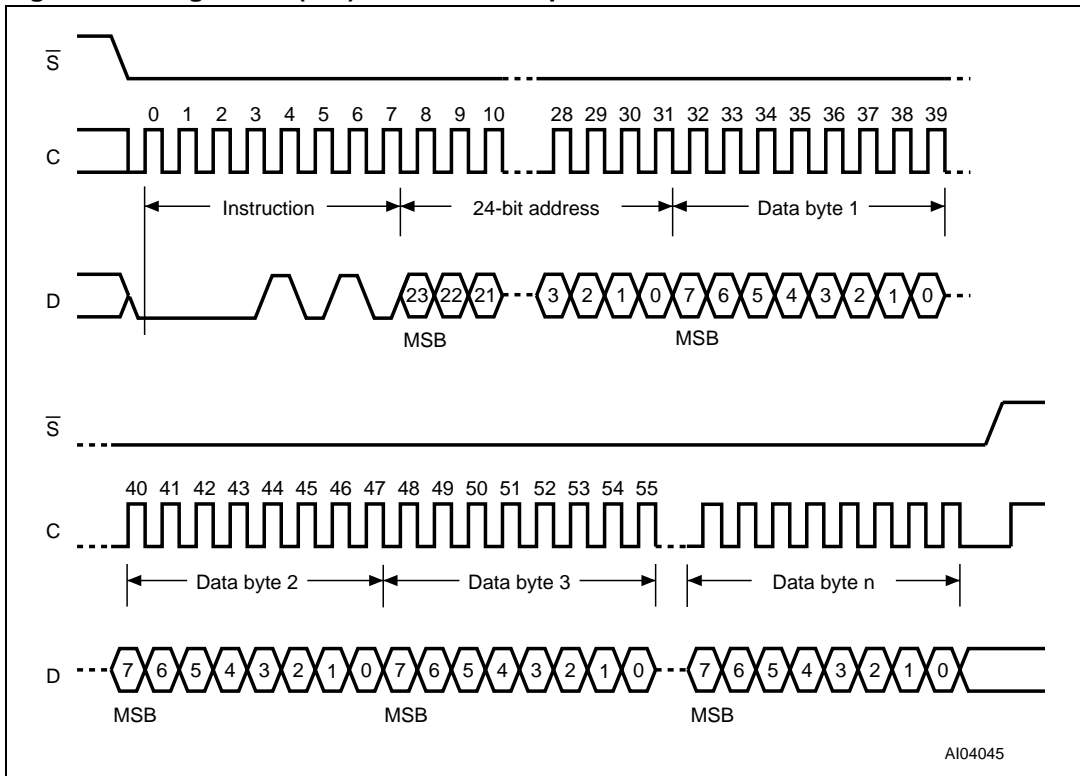 S
0 1 2 3 4 5 6 7 8 9 10 28 29 30 31 32 33 34 35 36 37 38 39
C
Instruction 24-bit address Data byte 1
D 23 22 21 3 2 1 0 7 6 5 4 3 2 1 0
MSB MSB
S
40 41 42 43 44 45 46 47 48 49 50 51 52 53 54 55
C
Data byte 2 Data byte 3 Data byte n
D 7 6 5 4 3 2 1 0 7 6 5 4 3 2 1 0 7 6 5 4 3 2 1 0
MSB MSB MSB
AI04045